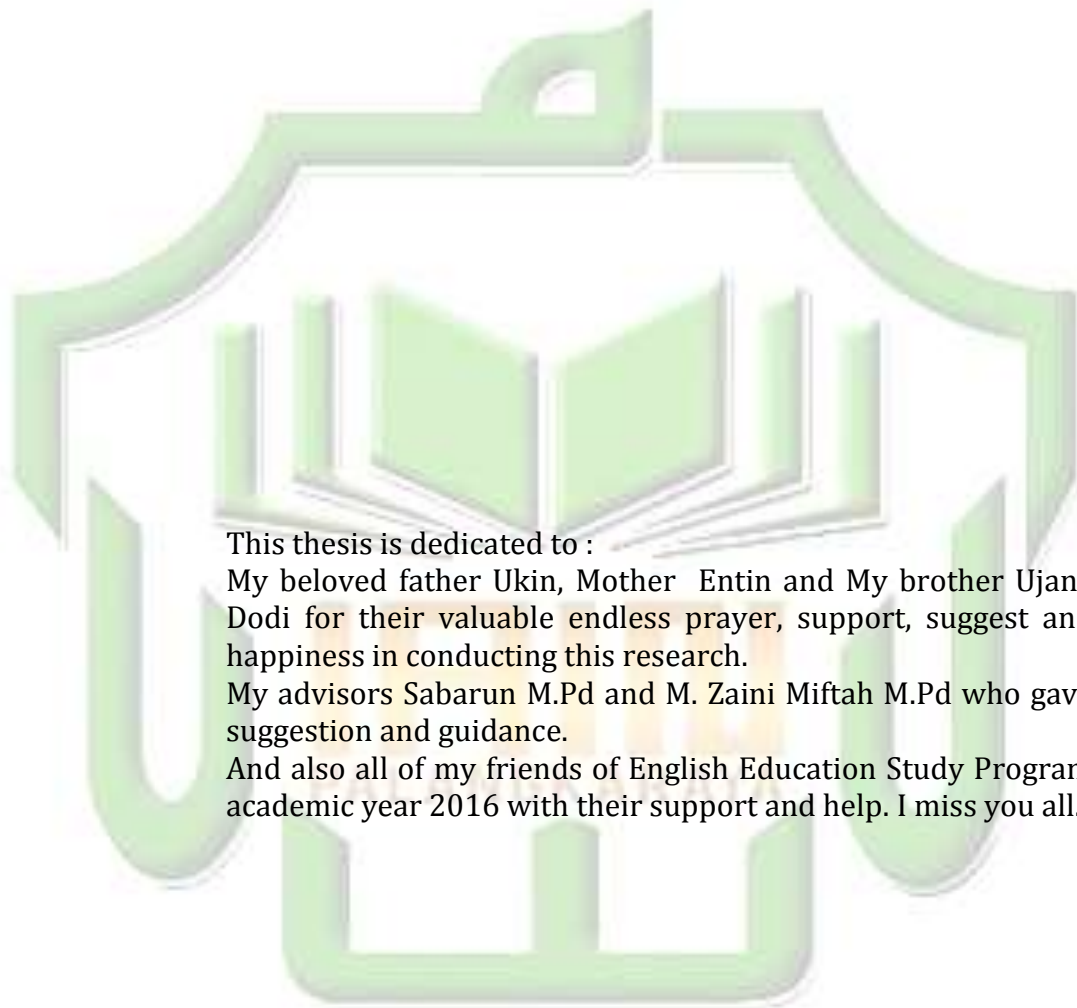 This thesis is dedicated to :
My beloved father Ukin, Mother Entin and My brother Ujan
Dodi for their valuable endless prayer, support, suggest an
happiness in conducting this research.
My advisors Sabarun M.Pd and M. Zaini Miftah M.Pd who gav
suggestion and guidance.
And also all of my friends of English Education Study Program
academic year 2016 with their support and help. I miss you all.